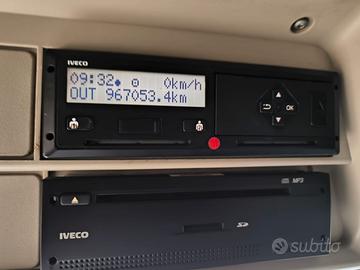 IVECO
09:32 0km/h
OUT 967053.4km
OK
MP3
IVECO
SD
subito